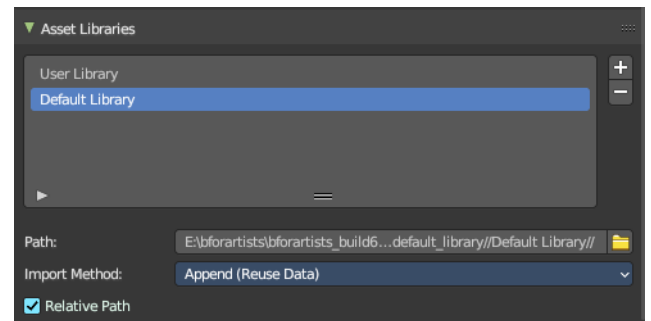 Asset Libraries
User Library
Default Library
Path: E:\bforartists\bforartists_build6...default_library//Default Library//
Import Method: Append (Reuse Data)
Relative Path